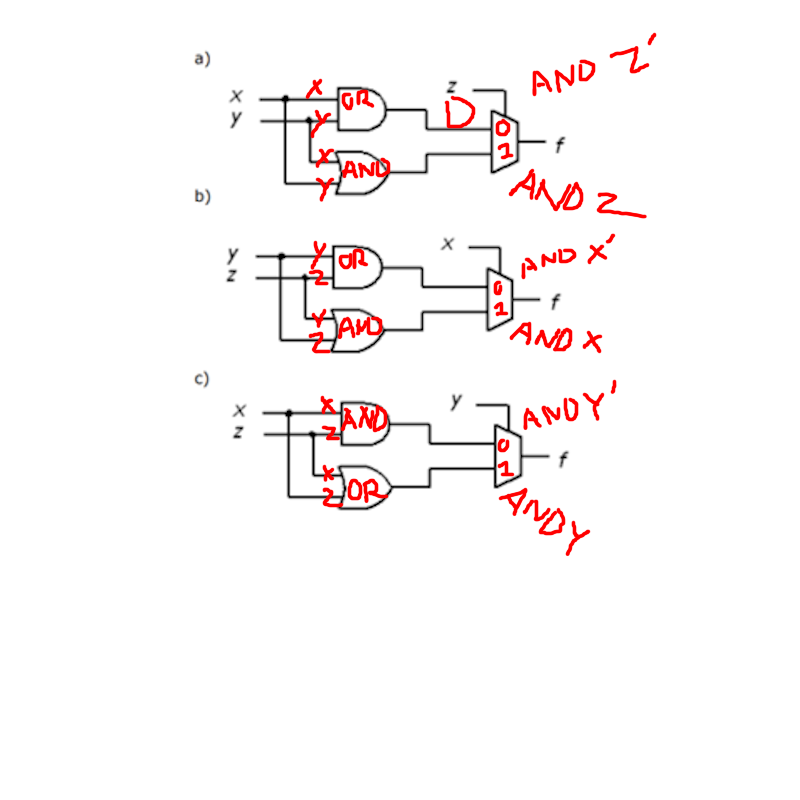 a)
AND Z'
x X OR z
y Y D 0
X AND 1 f
Y
AND Z
b)
y Y OR x AND X'
z Z 0
Y AND 1 f
Z AND X
c)
x X AND y AND Y'
z Z 0
X OR 1 f
Z AND Y